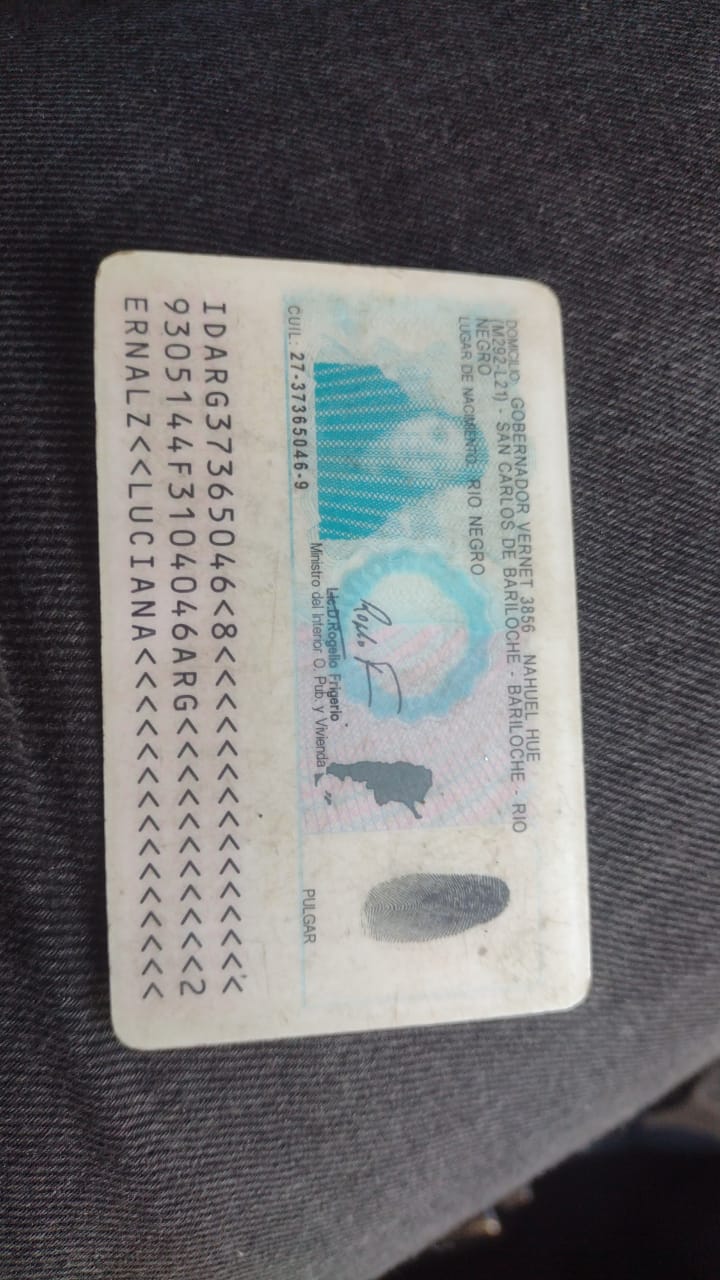 DOMICILIO: GOBERNADOR VERNET 3856 NAHUEL HUE
(M292-L21) - SAN CARLOS DE BARILOCHE - BARILOCHE - RIO
NEGRO
LUGAR DE NACIMIENTO: RIO NEGRO
Lic.D.Rogelio Frigerio
Ministro del Interior O. Pub. y Vivienda
PULGAR
CUIL: 27-37365046-9
IDARG37365046<8<<<<<<<<<<<<<<<
9305144F3104046ARG<<<<<<<<<<<2
ERNALZ<<LUCIANA<<<<<<<<<<<<<<<